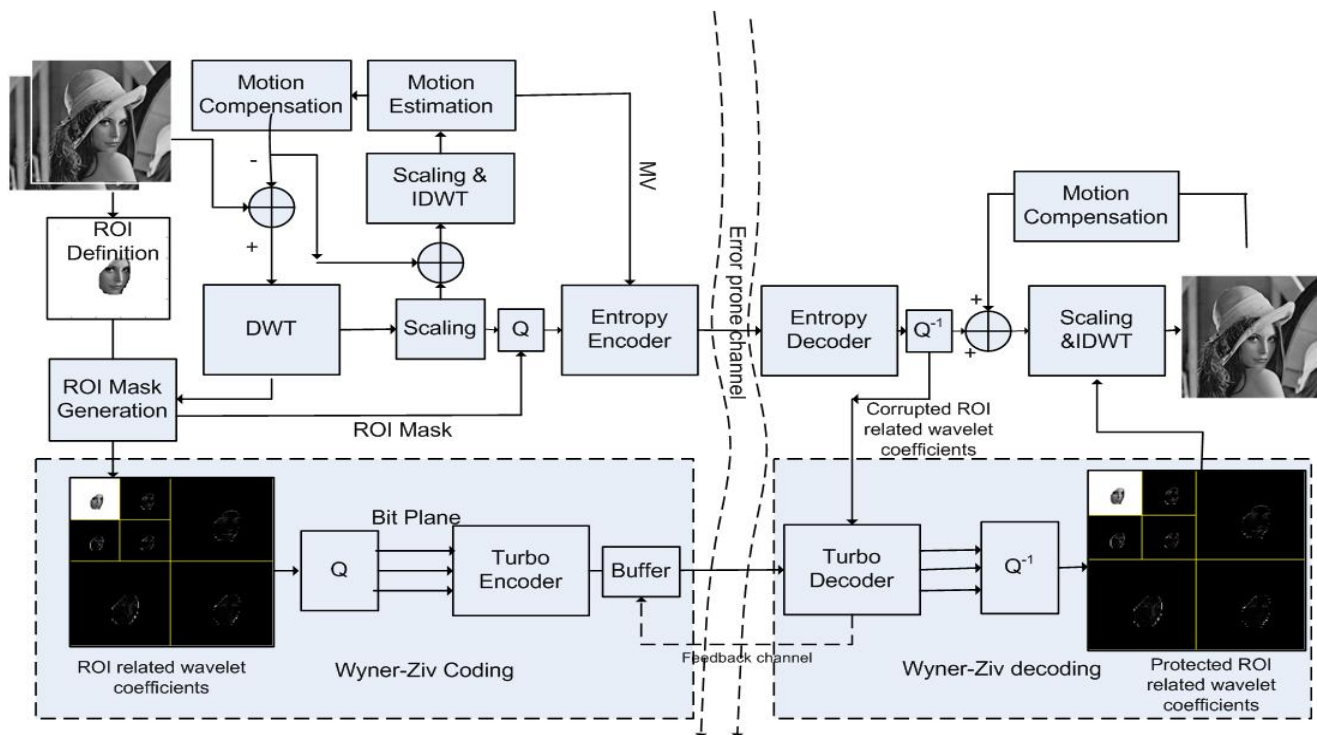 Motion
Compensation
Motion
Estimation
-
Scaling &
IDWT
MV
ROI
Definition
+
DWT
Scaling
Q
Entropy
Encoder
Error prone channel
Entropy
Decoder
Q-1
+
+
Motion
Compensation
Scaling
&IDWT
ROI Mask
Generation
ROI Mask
Corrupted ROI
related wavelet
coefficients
Bit Plane
Q
Turbo
Encoder
Buffer
Turbo
Decoder
Q-1
Feedback channel
ROI related wavelet
coefficients
Wyner-Ziv Coding
Wyner-Ziv decoding
Protected ROI
related wavelet
coefficients